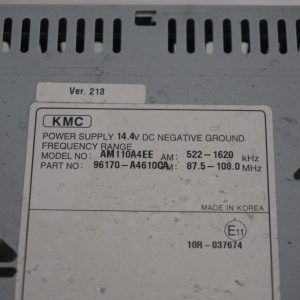 Ver. 213
KMC
POWER SUPPLY 14.4V DC NEGATIVE GROUND
FREQUENCY RANGE
MODEL NO: AM110A4EE AM: 522-1620 kHz
PART NO: 96170-A4610CA FM: 87.5-108.0 MHz
MADE IN KOREA
E11
10R-037674